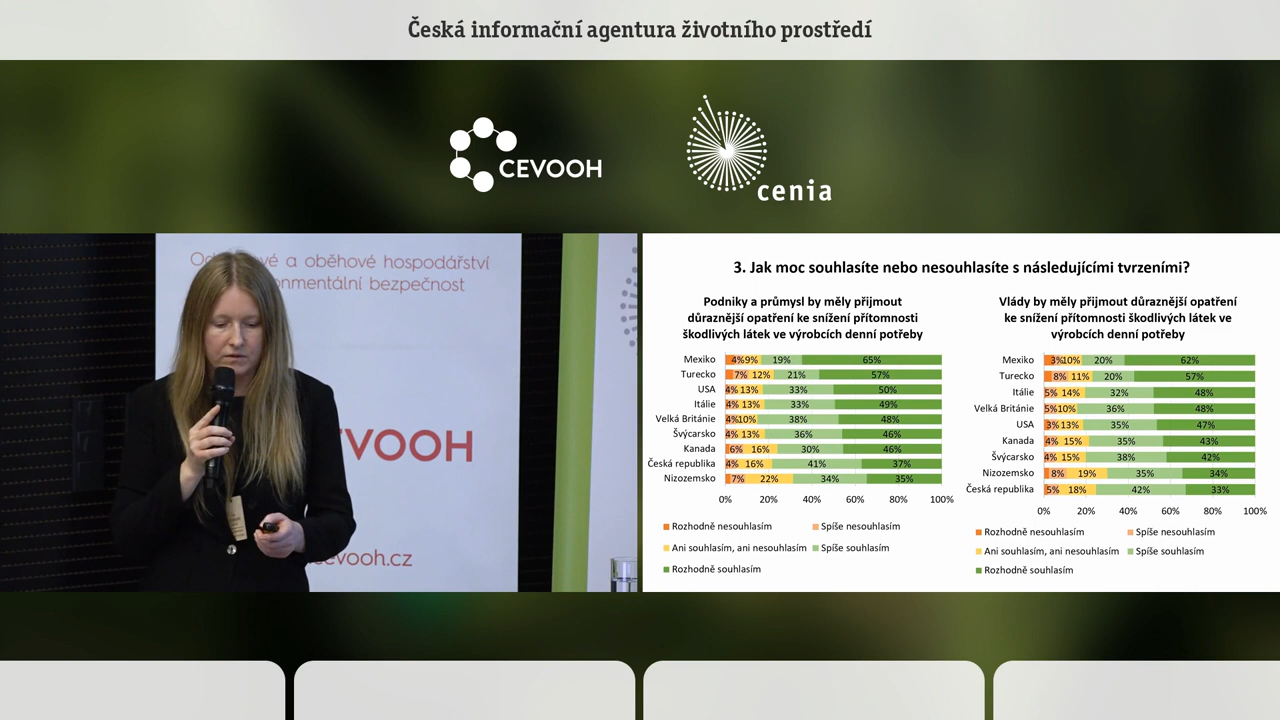 Česká informační agentura životního prostředí
CEVOOH
cenia
a oběhové hospodářství
bezpečnost
VOOH
cevooh.cz
3. Jak moc souhlasíte nebo nesouhlasíte s následujícími tvrzeními?
Podniky a průmysl by měly přijmout
důraznější opatření ke snížení přítomnosti
škodlivých látek ve výrobcích denní potřeby
Mexiko 4% 9% 19% 65%
Turecko 7% 12% 21% 57%
USA 4% 13% 33% 50%
Itálie 4% 13% 33% 49%
Velká Británie 4% 10% 38% 48%
Švýcarsko 4% 13% 36% 46%
Kanada 6% 16% 30% 46%
Česká republika 4% 16% 41% 37%
Nizozemsko 7% 22% 34% 35%
0% 20% 40% 60% 80% 100%
Rozhodně nesouhlasím Spíše nesouhlasím
Ani souhlasím, ani nesouhlasím Spíše souhlasím
Rozhodně souhlasím
Vlády by měly přijmout důraznější opatření
ke snížení přítomnosti škodlivých látek ve
výrobcích denní potřeby
Mexiko 3% 10% 20% 62%
Turecko 8% 11% 20% 57%
Itálie 5% 14% 32% 48%
Velká Británie 5% 10% 36% 48%
USA 3% 13% 35% 47%
Kanada 4% 15% 35% 43%
Švýcarsko 4% 15% 38% 42%
Nizozemsko 8% 19% 35% 34%
Česká republika 5% 18% 42% 33%
0% 20% 40% 60% 80% 100%
Rozhodně nesouhlasím Spíše nesouhlasím
Ani souhlasím, ani nesouhlasím Spíše souhlasím
Rozhodně souhlasím